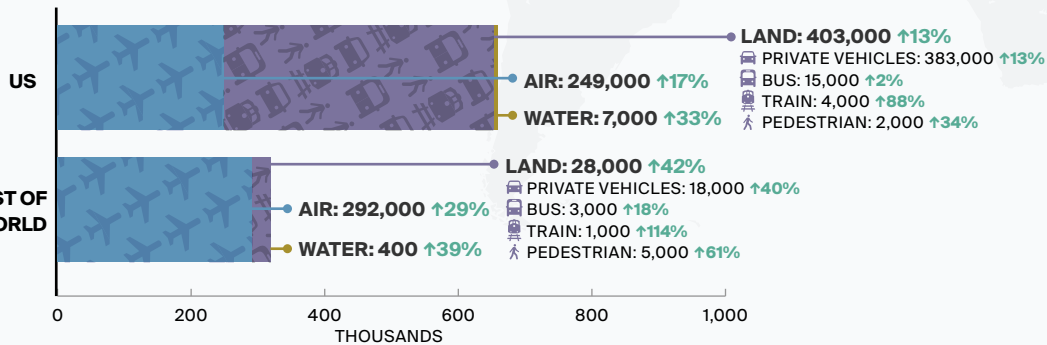 US
LAND: 403,000 ↑13%
PRIVATE VEHICLES: 383,000 ↑13%
BUS: 15,000 ↑2%
TRAIN: 4,000 ↑88%
PEDESTRIAN: 2,000 ↑34%
AIR: 249,000 ↑17%
WATER: 7,000 ↑33%
ST OF
ORLD
LAND: 28,000 ↑42%
PRIVATE VEHICLES: 18,000 ↑40%
BUS: 3,000 ↑18%
TRAIN: 1,000 ↑114%
PEDESTRIAN: 5,000 ↑61%
AIR: 292,000 ↑29%
WATER: 400 ↑39%
0 200 400 600 800 1,000
THOUSANDS